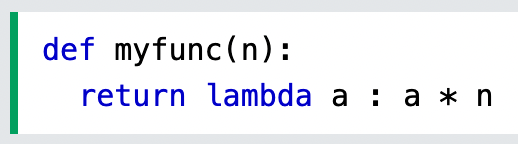 def myfunc(n):
  return lambda a : a * n